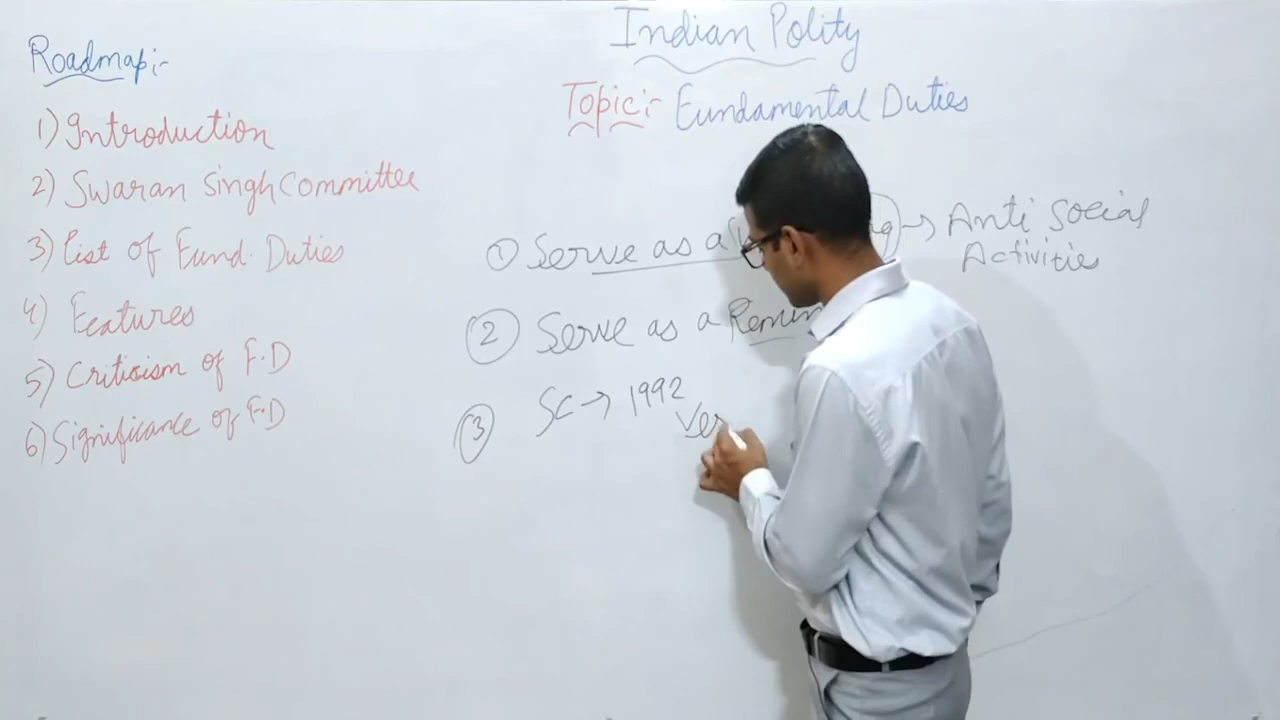 Indian Polity
Topic:- Fundamental Duties
Roadmap:-
1) Introduction
2) Swaran Singh Committee
3) List of Fund. Duties
4) Features
5) Criticism of F.D
6) Significance of F.D
① Serve as a → Anti Social
Activities
② Serve as a
③ SC → 1992